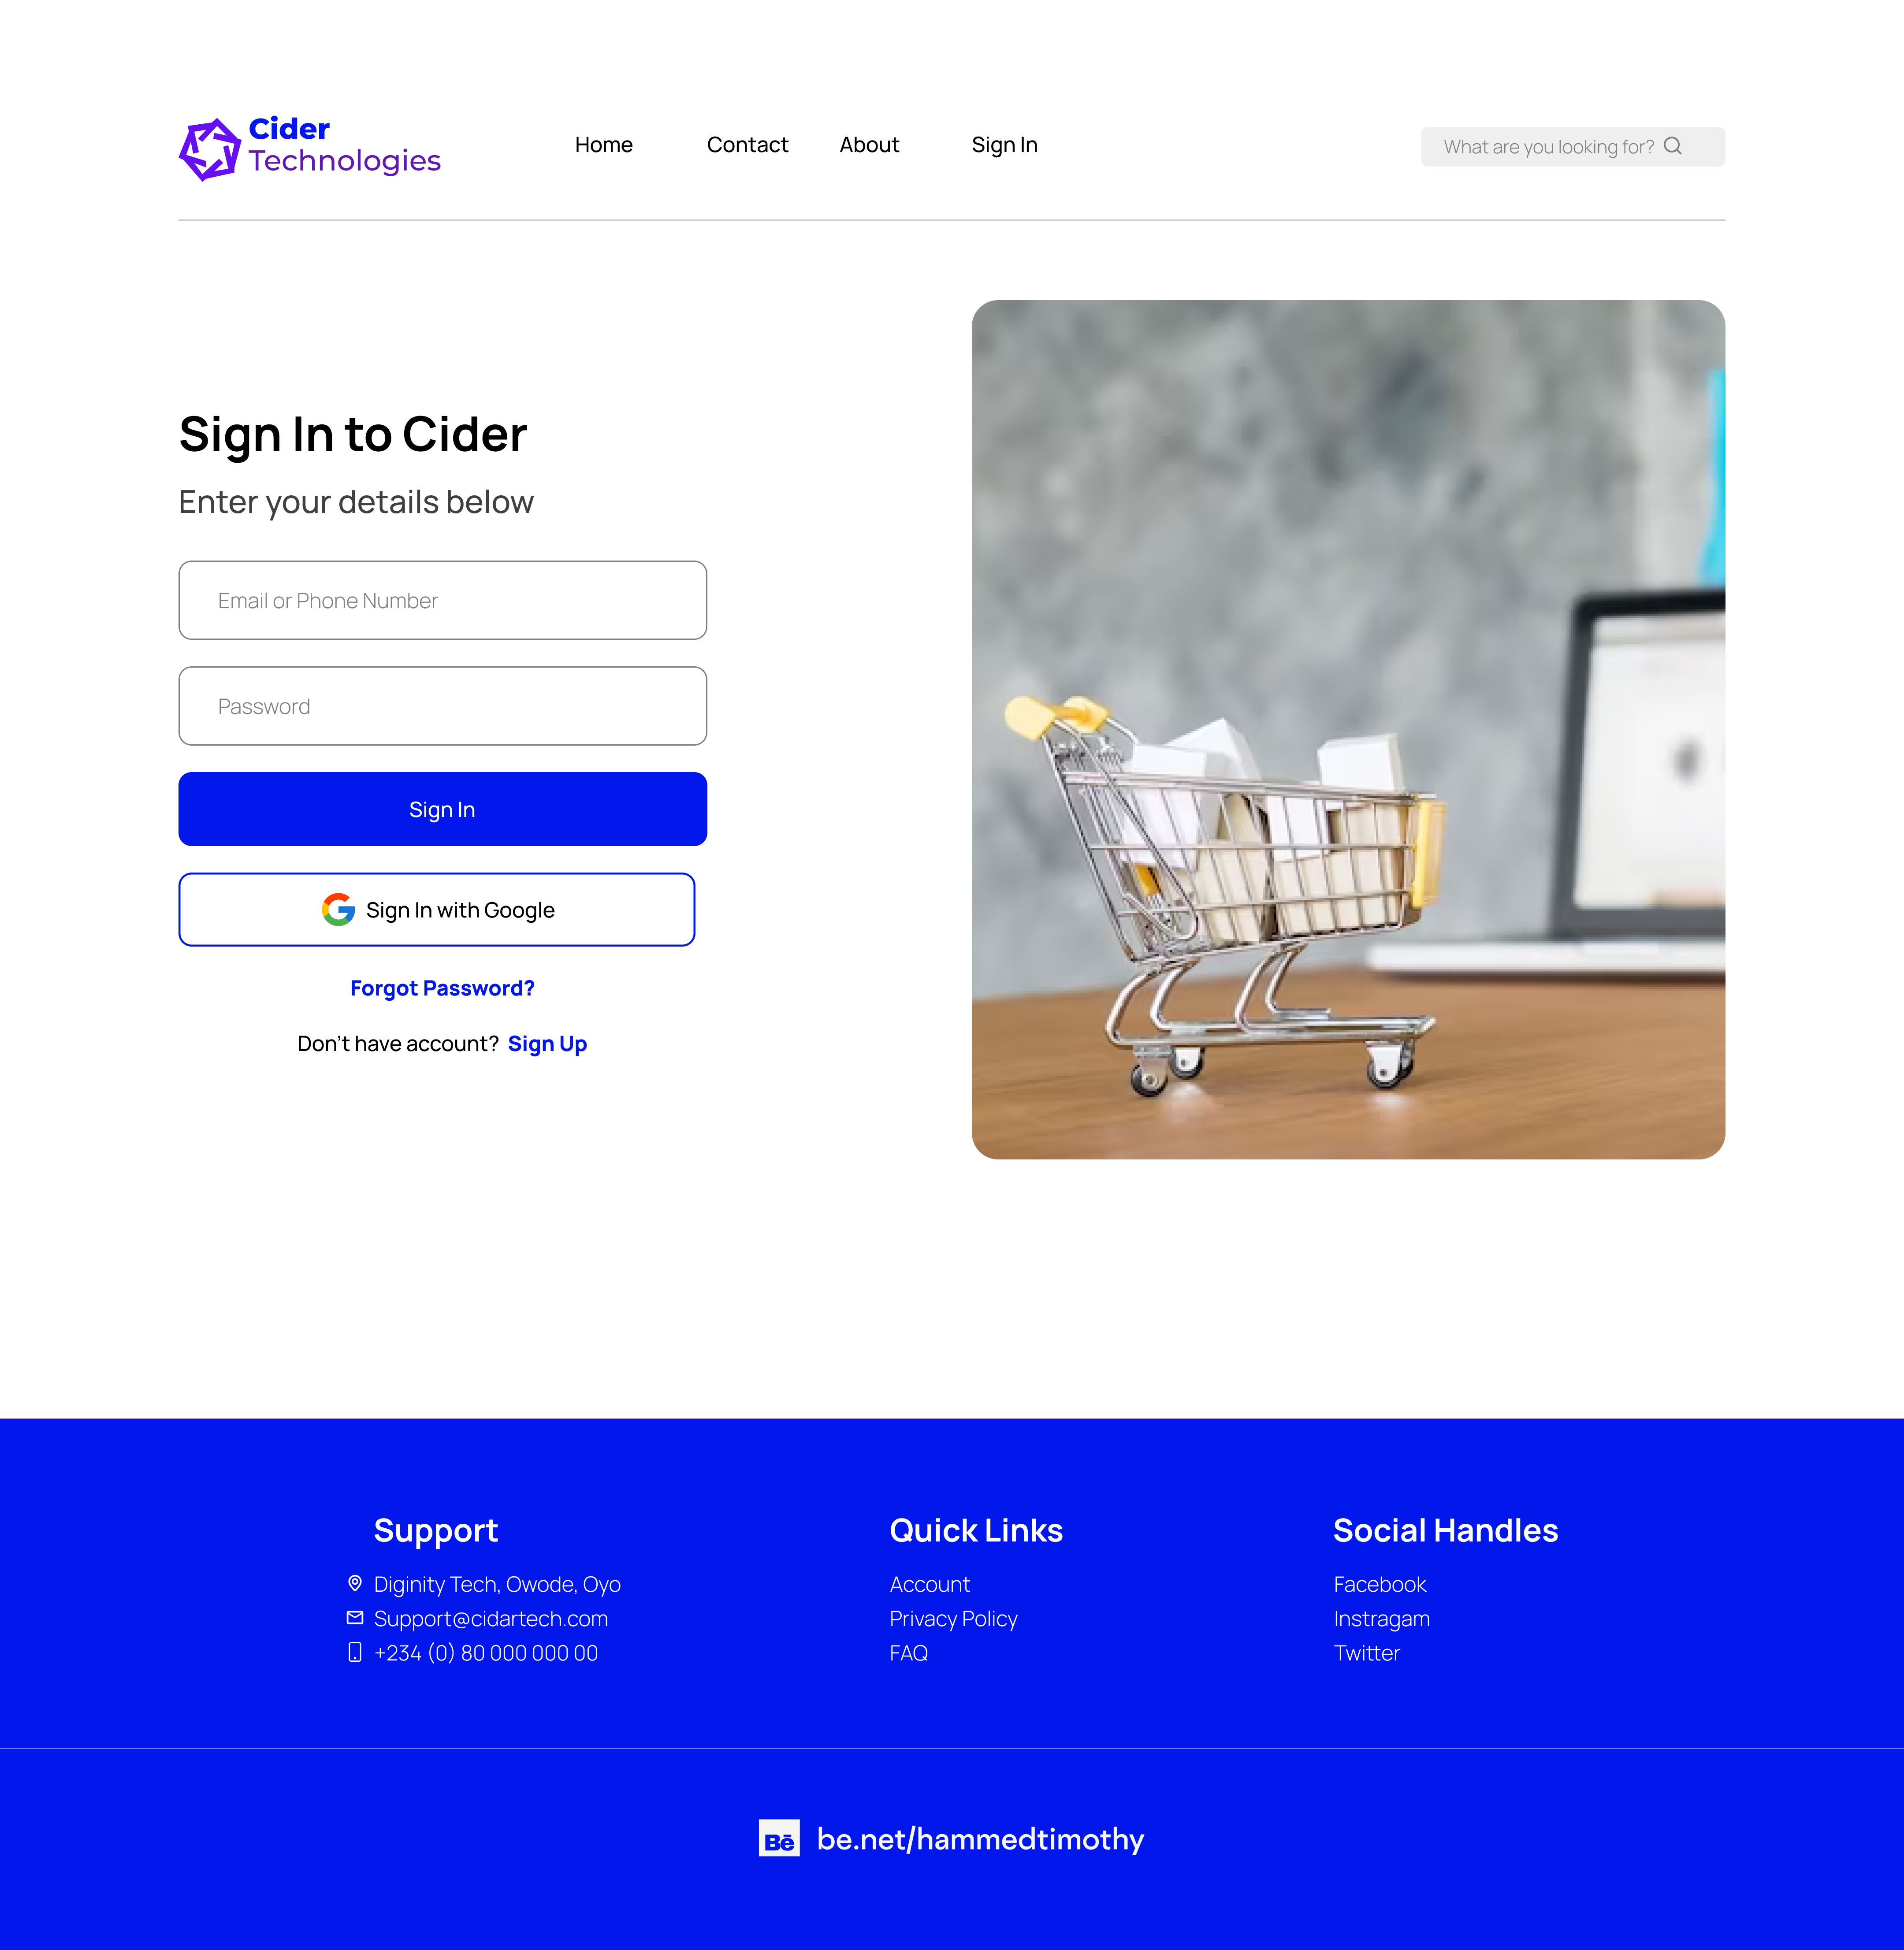 Cider
Technologies
Home Contact About Sign In
What are you looking for?
Sign In to Cider
Enter your details below
Email or Phone Number
Password
Sign In
Sign In with Google
Forgot Password?
Don't have account? Sign Up
Support
Diginity Tech, Owode, Oyo
Support@cidartech.com
+234 (0) 80 000 000 00
Quick Links
Account
Privacy Policy
FAQ
Social Handles
Facebook
Instragam
Twitter
Bē be.net/hammedtimothy